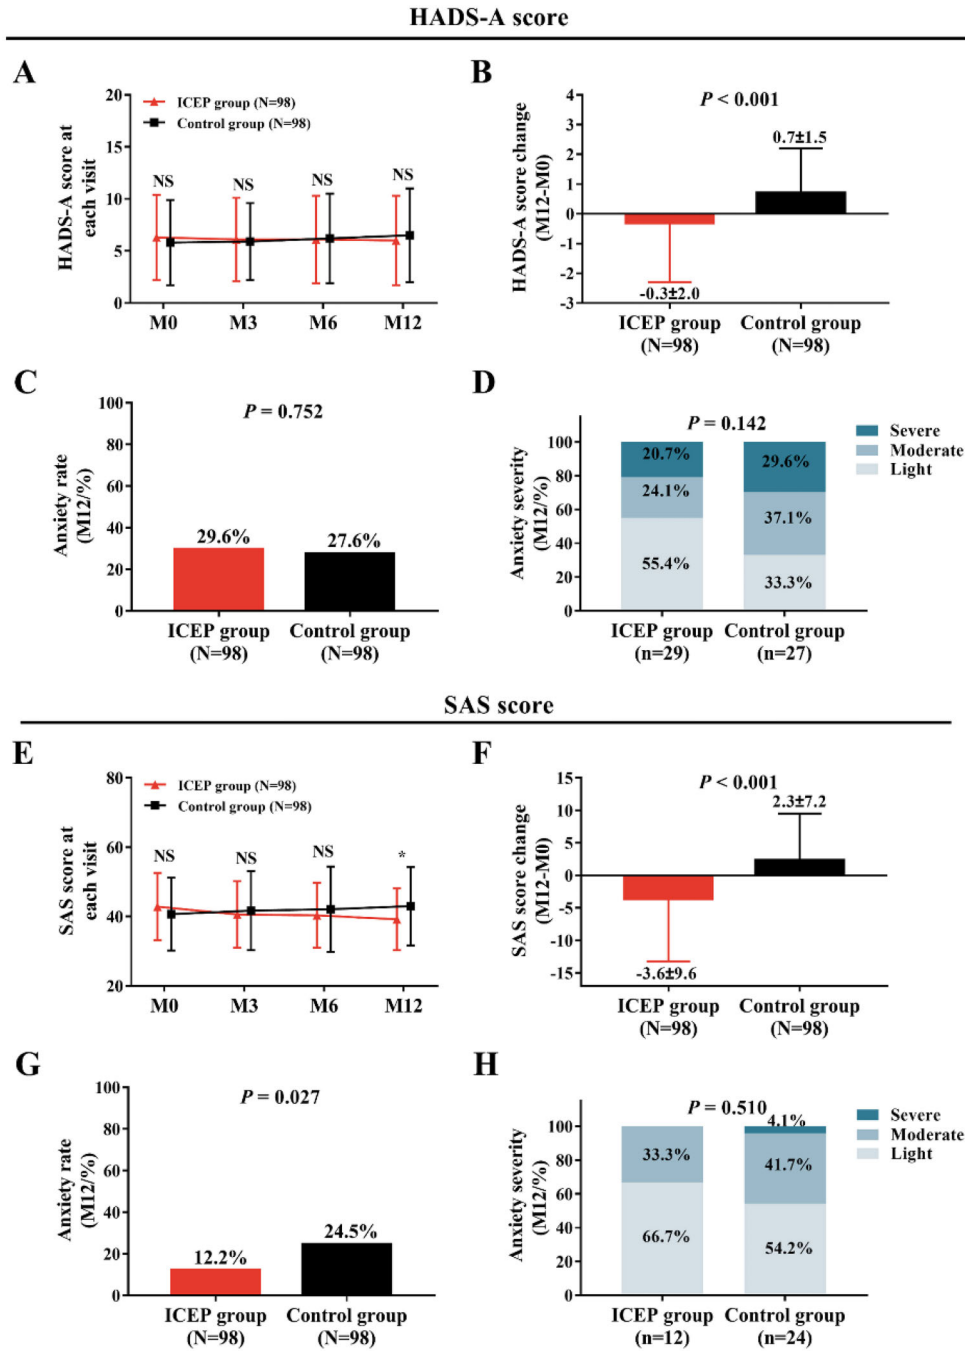 HADS-A score
A
HADS-A score at
each visit
20
15
10
5
0
ICEP group (N=98)
Control group (N=98)
NS
NS
NS
NS
M0
M3
M6
M12
B
HADS-A score change
(M12-M0)
4
3
2
1
0
-1
-2
-3
P < 0.001
0.7±1.5
-0.3±2.0
ICEP group
(N=98)
Control group
(N=98)
C
Anxiety rate
(M12/%)
100
80
60
40
20
0
P = 0.752
29.6%
27.6%
ICEP group
(N=98)
Control group
(N=98)
D
Anxiety severity
(M12/%)
100
80
60
40
20
0
P = 0.142
20.7%
24.1%
55.4%
29.6%
37.1%
33.3%
Severe
Moderate
Light
ICEP group
(n=29)
Control group
(n=27)
SAS score
E
SAS score at
each visit
80
60
40
20
ICEP group (N=98)
Control group (N=98)
NS
NS
NS
*
M0
M3
M6
M12
F
SAS score change
(M12-M0)
15
10
5
0
-5
-10
-15
P < 0.001
2.3±7.2
-3.6±9.6
ICEP group
(N=98)
Control group
(N=98)
G
Anxiety rate
(M12/%)
100
80
60
40
20
0
P = 0.027
12.2%
24.5%
ICEP group
(N=98)
Control group
(N=98)
H
Anxiety severity
(M12/%)
100
80
60
40
20
0
P = 0.510
33.3%
66.7%
4.1%
41.7%
54.2%
Severe
Moderate
Light
ICEP group
(n=12)
Control group
(n=24)